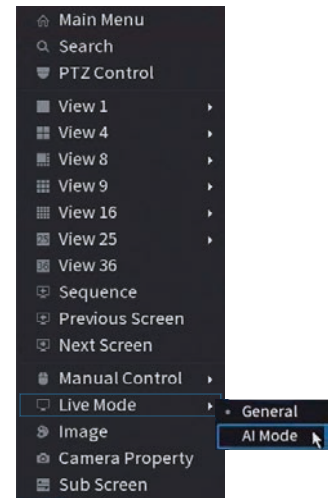 Main Menu
Search
PTZ Control
View 1
View 4
View 8
View 9
View 16
View 25
View 36
Sequence
Previous Screen
Next Screen
Manual Control
Live Mode
General
AI Mode
Image
Camera Property
Sub Screen